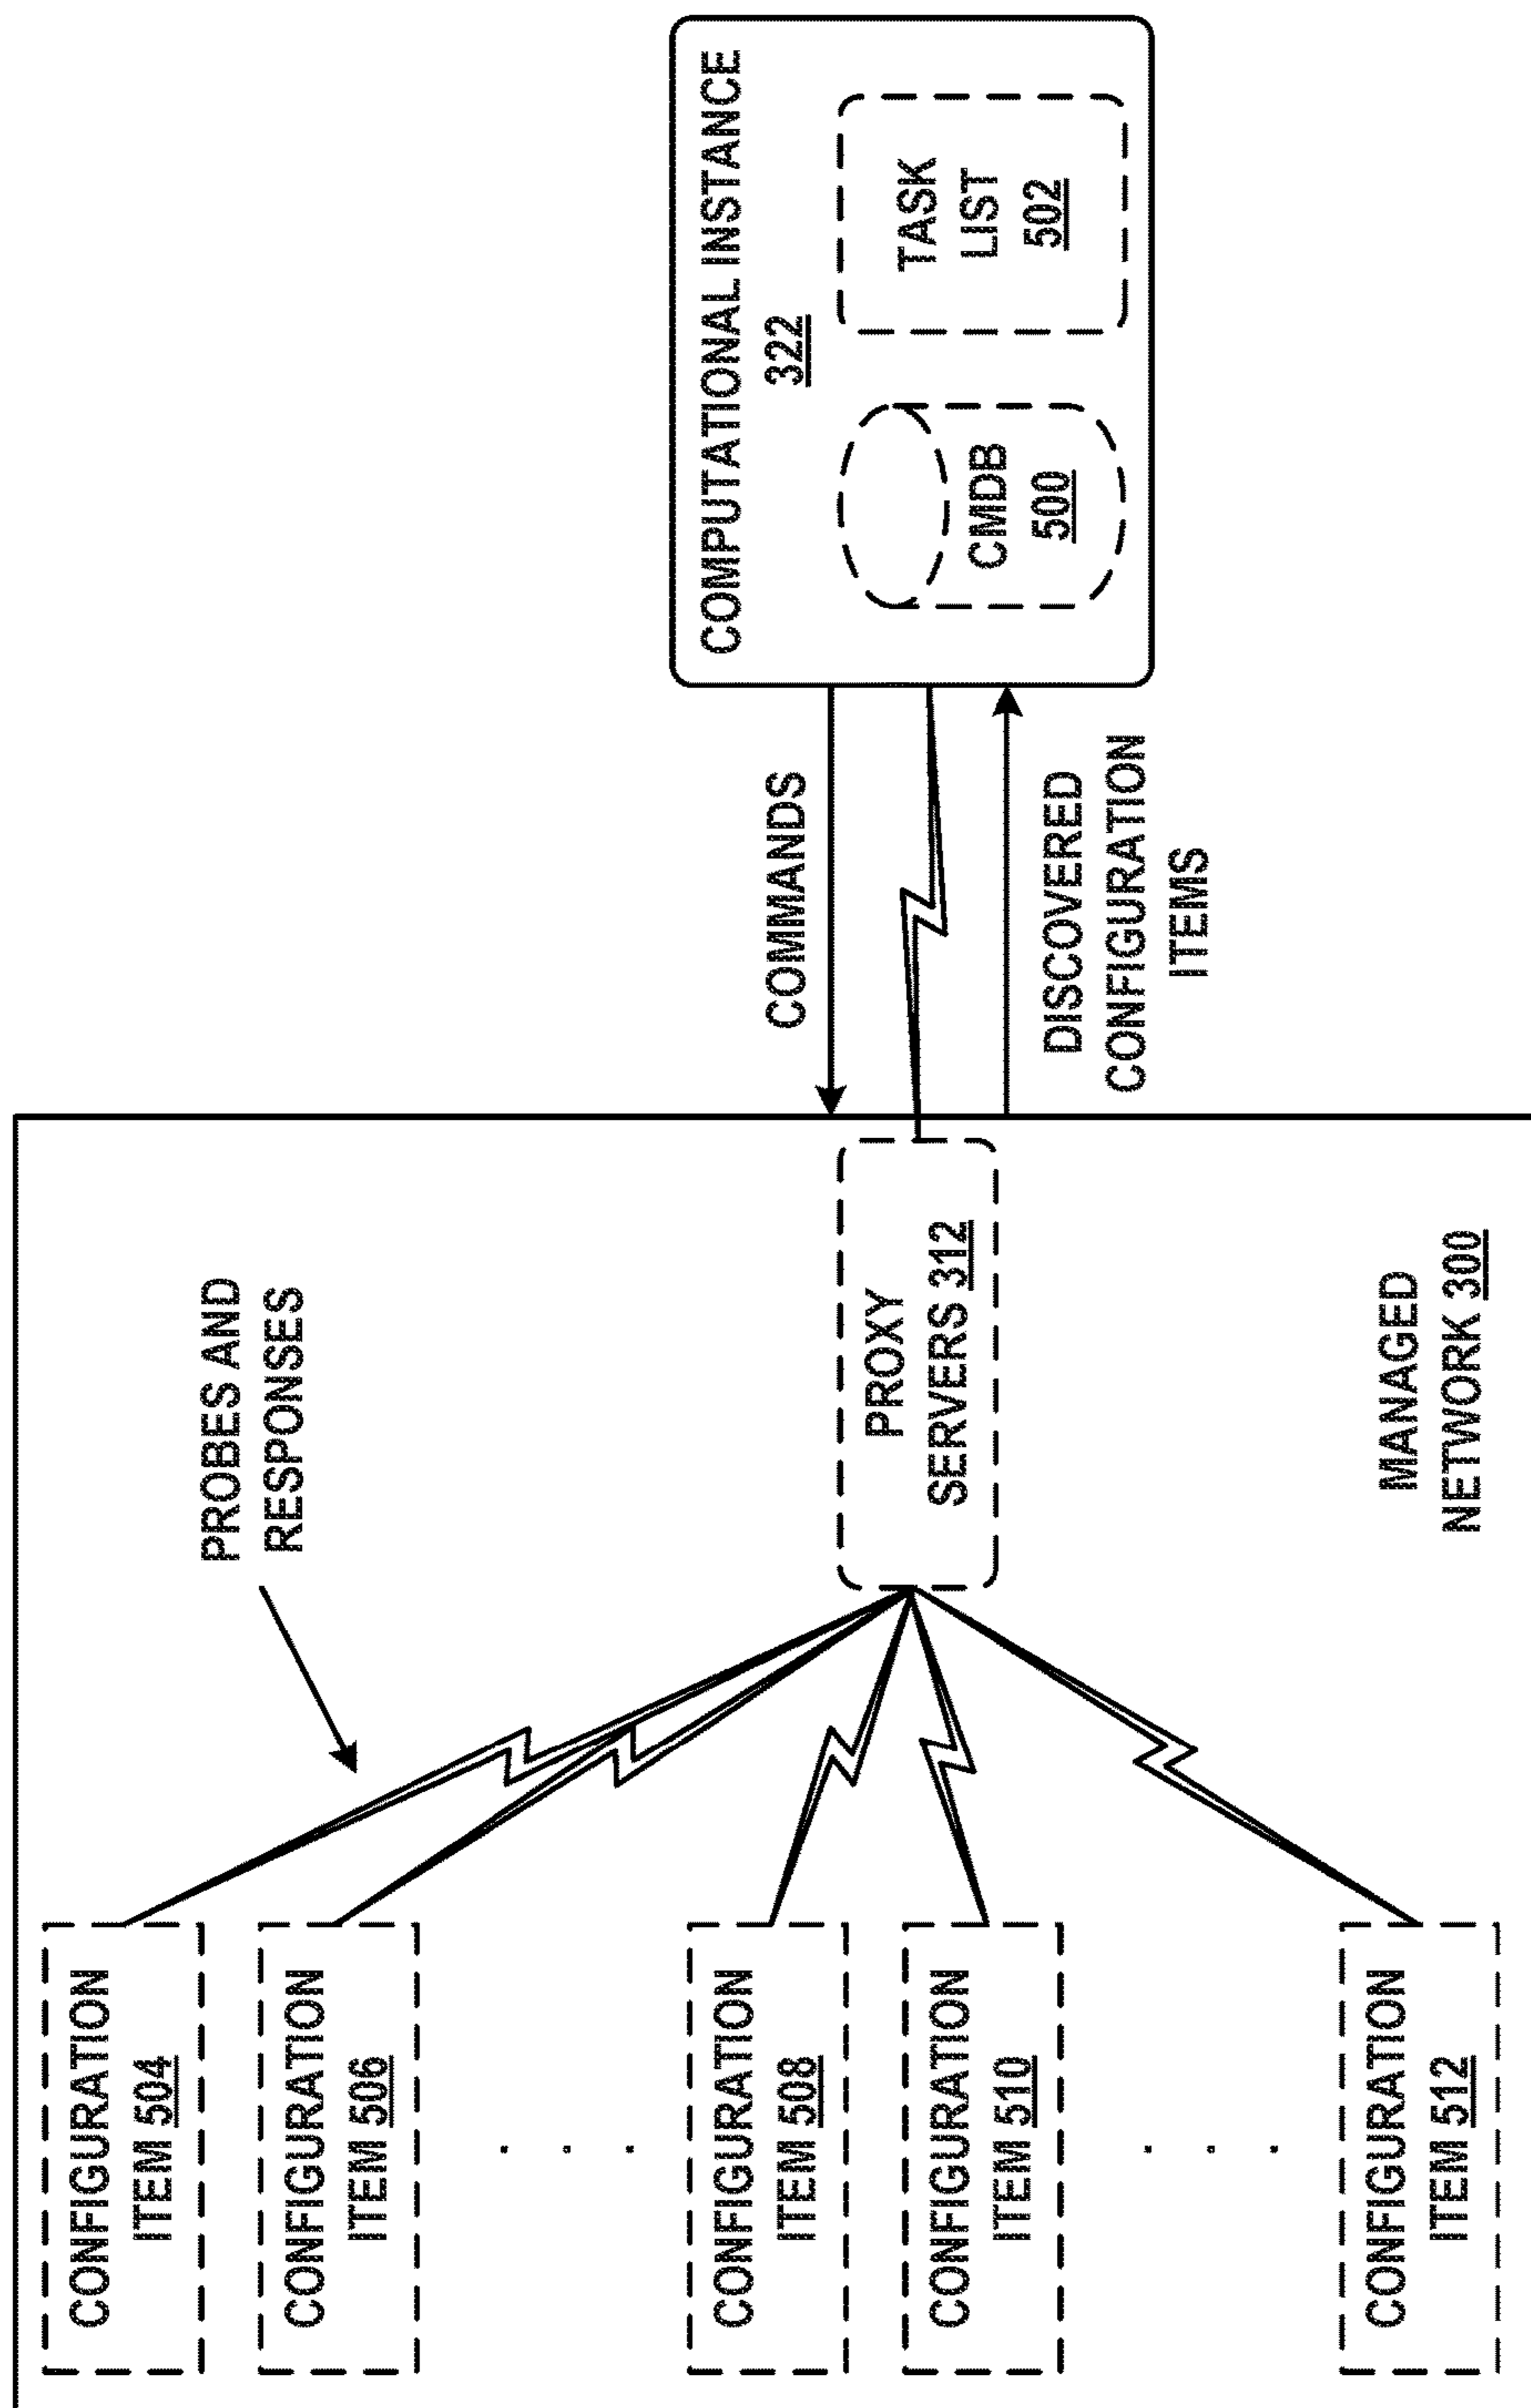 COMPUTATIONAL INSTANCE
322
CMDB
500
TASK
LIST
502
COMMANDS
DISCOVERED
CONFIGURATION
ITEMS
PROBES AND
RESPONSES
PROXY
SERVERS 312
MANAGED
NETWORK 300
CONFIGURATION
ITEM 504
CONFIGURATION
ITEM 506
CONFIGURATION
ITEM 508
CONFIGURATION
ITEM 510
CONFIGURATION
ITEM 512